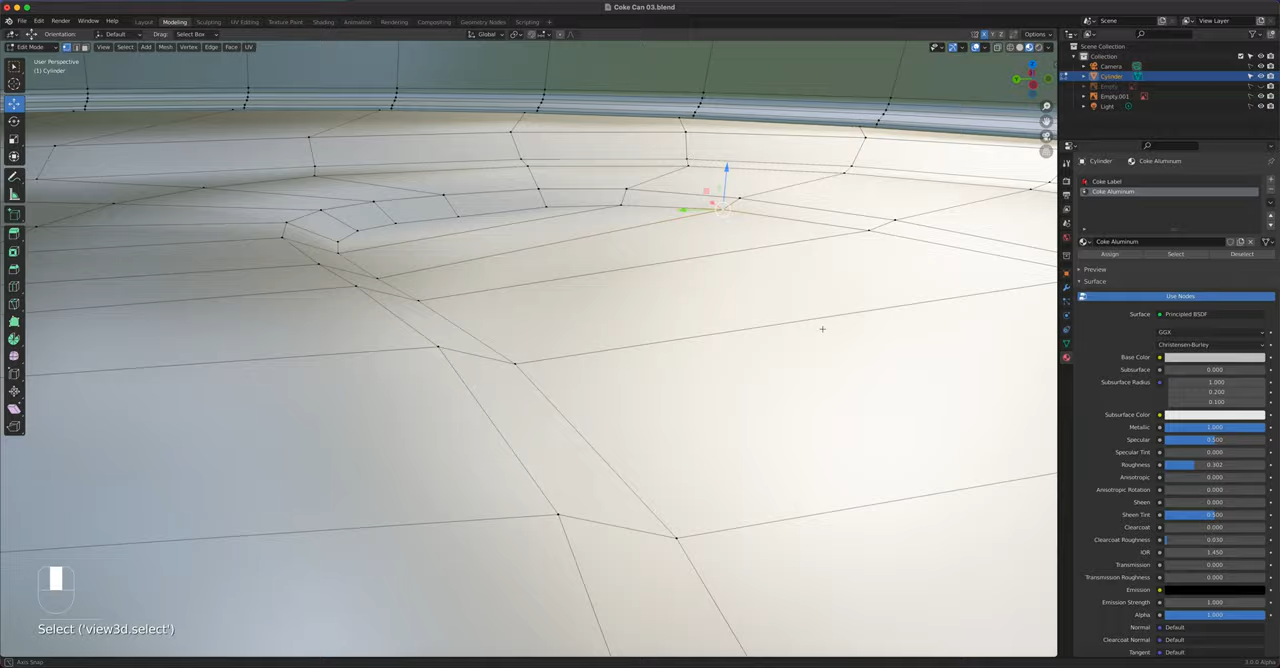 Coke Can 03.blend
File Edit Render Window Help Layout Modeling Sculpting UV Editing Texture Paint Shading Animation Rendering Compositing Geometry Nodes Scripting + Scene View Layer
Orientation: Default Drag: Select Box Global X Y Z Options
Edit Mode View Select Add Mesh Vertex Edge Face UV
User Perspective
(1) Cylinder
Scene Collection
Collection
Camera
Cylinder
Empty
Empty.001
Light
Cylinder Coke Aluminum
Coke Label
Coke Aluminum
Coke Aluminum
Assign Select Deselect
Preview
Surface
Use Nodes
Surface Principled BSDF
GGX
Christensen-Burley
Base Color
Subsurface 0.000
Subsurface Radius 1.000
0.200
0.100
Subsurface Color
Metallic 1.000
Specular 0.500
Specular Tint 0.000
Roughness 0.302
Anisotropic 0.000
Anisotropic Rotation 0.000
Sheen 0.000
Sheen Tint 0.500
Clearcoat 0.000
Clearcoat Roughness 0.030
IOR 1.450
Transmission 0.000
Transmission Roughness 0.000
Emission
Emission Strength 1.000
Alpha 1.000
Normal Default
Clearcoat Normal Default
Tangent Default
Select ('view3d.select')
Axis Snap 3.0.0 Alpha